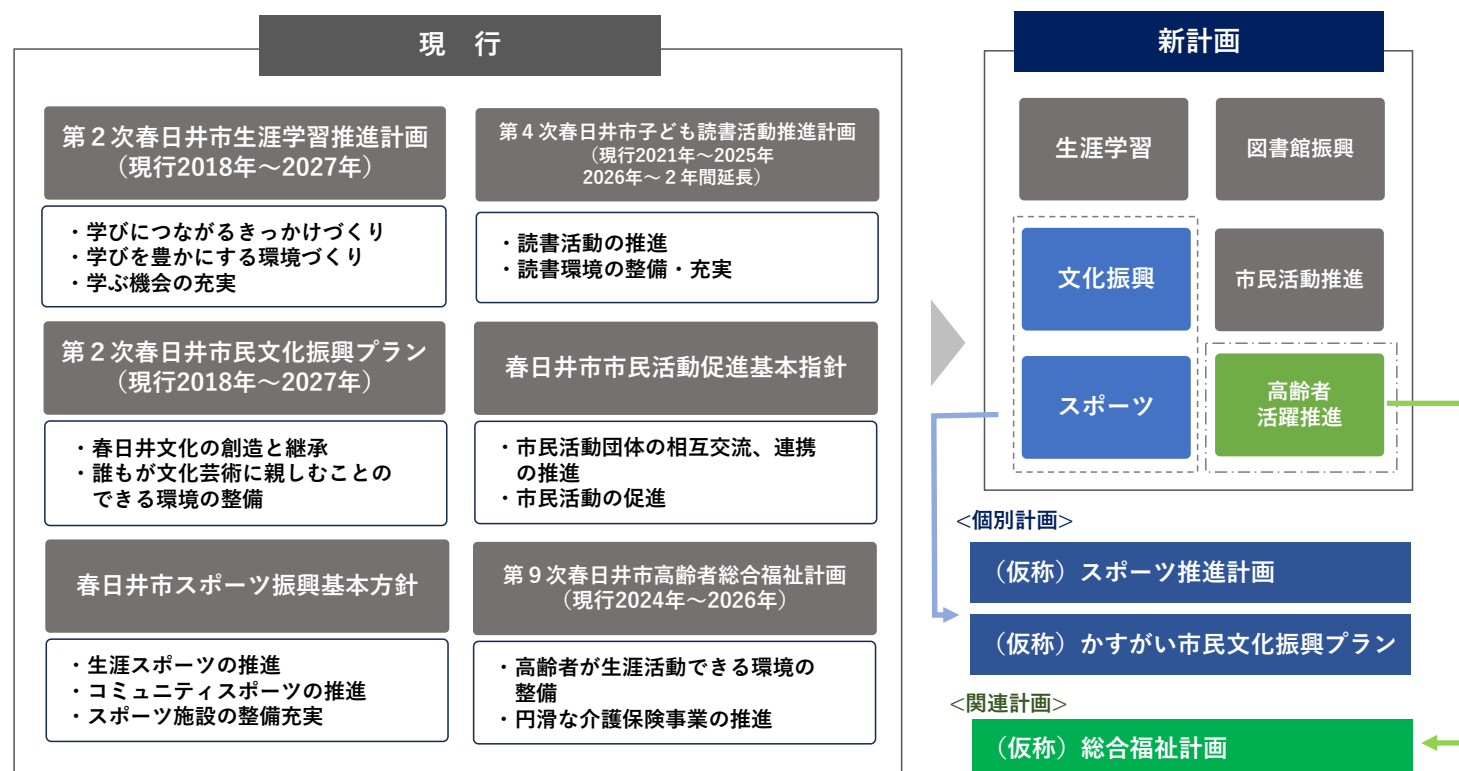 現 行
第２次春日井市生涯学習推進計画
（現行2018年～2027年）
・学びにつながるきっかけづくり
・学びを豊かにする環境づくり
・学ぶ機会の充実
第４次春日井市子ども読書活動推進計画
（現行2021年～2025年
2026年～２年間延長）
・読書活動の推進
・読書環境の整備・充実
第２次春日井市民文化振興プラン
（現行2018年～2027年）
・春日井文化の創造と継承
・誰もが文化芸術に親しむことの
できる環境の整備
春日井市市民活動促進基本指針
・市民活動団体の相互交流、連携
の推進
・市民活動の促進
春日井市スポーツ振興基本方針
・生涯スポーツの推進
・コミュニティスポーツの推進
・スポーツ施設の整備充実
第９次春日井市高齢者総合福祉計画
（現行2024年～2026年）
・高齢者が生涯活動できる環境の
整備
・円滑な介護保険事業の推進
新計画
生涯学習
図書館振興
文化振興
市民活動推進
スポーツ
高齢者
活躍推進
<個別計画>
（仮称）スポーツ推進計画
（仮称）かすがい市民文化振興プラン
<関連計画>
（仮称）総合福祉計画